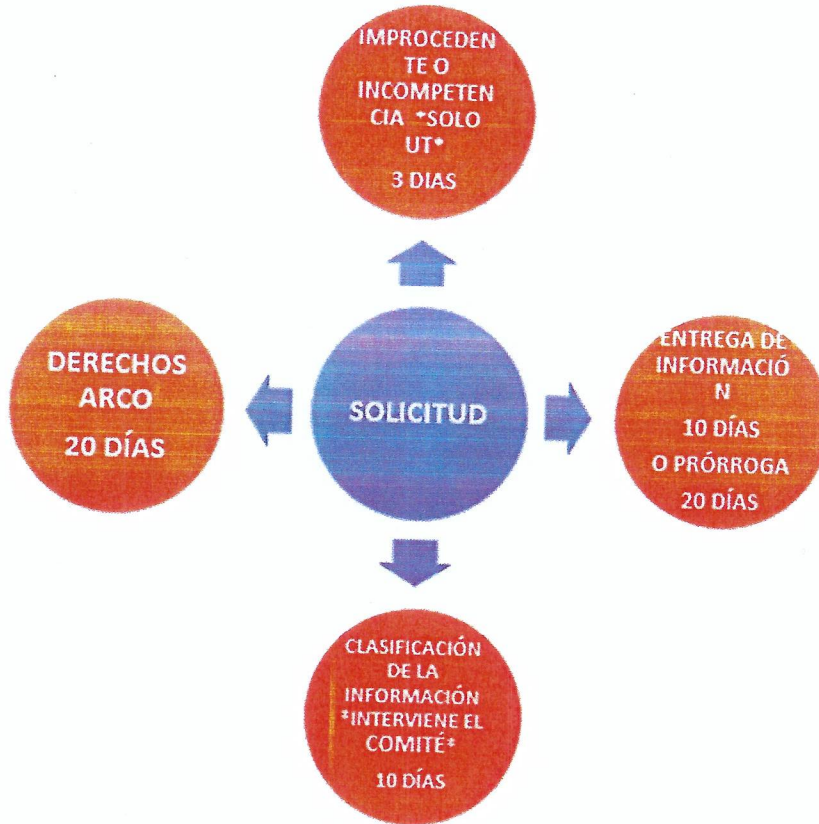 IMPROCEDEN
TE O
INCOMPETEN
CIA *SOLO
UT*
3 DIAS
DERECHOS
ARCO
20 DÍAS
SOLICITUD
ENTREGA DE
INFORMACIÓ
N
10 DÍAS
O PRÓRROGA
20 DÍAS
CLASIFICACIÓN
DE LA
INFORMACIÓN
*INTERVIENE EL
COMITÉ*
10 DÍAS